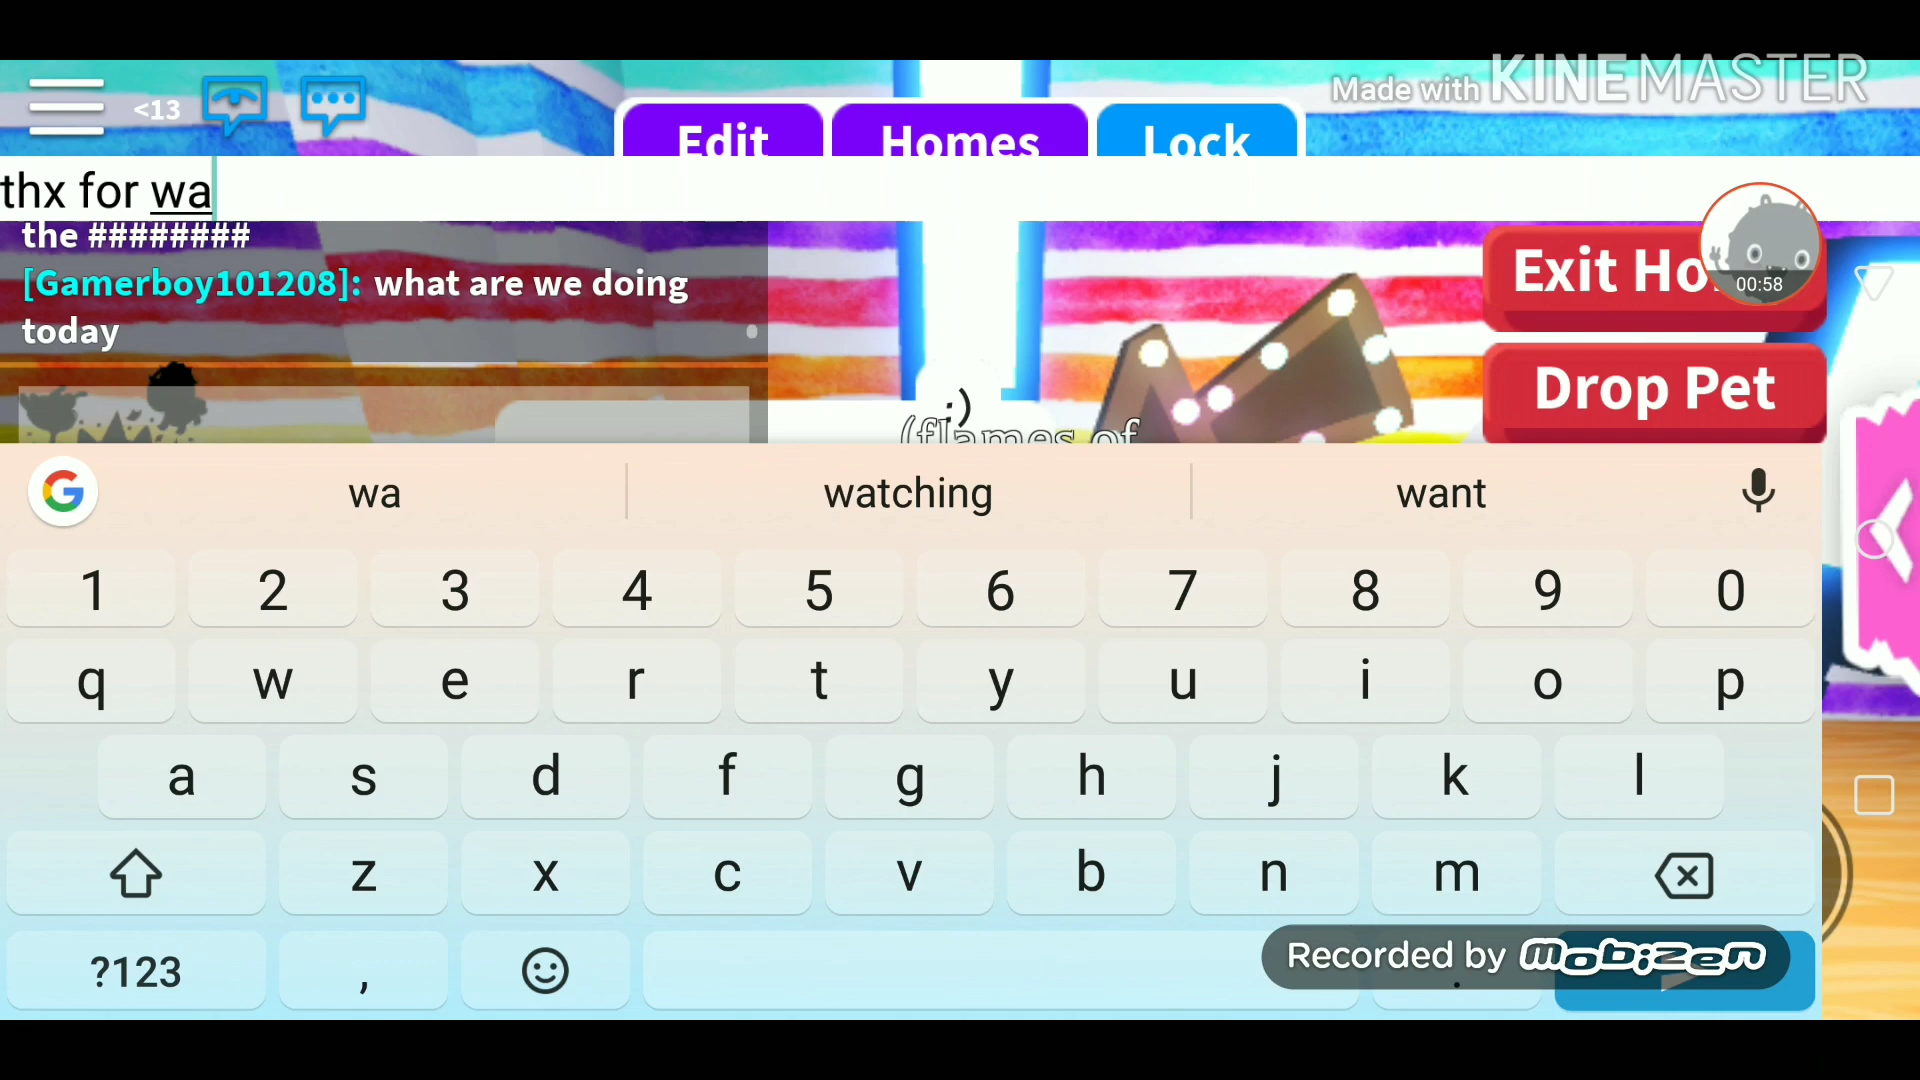 Made with KINEMASTER
<13
Edit
Homes
Lock
thx for wa
the ########
[Gamerboy101208]: what are we doing
today
Exit Ho
00:58
Drop Pet
:)
(flames of
wa
watching
want
1 2 3 4 5 6 7 8 9 0
q w e r t y u i o p
a s d f g h j k l
z x c v b n m
?123 , .
Recorded by mobizen